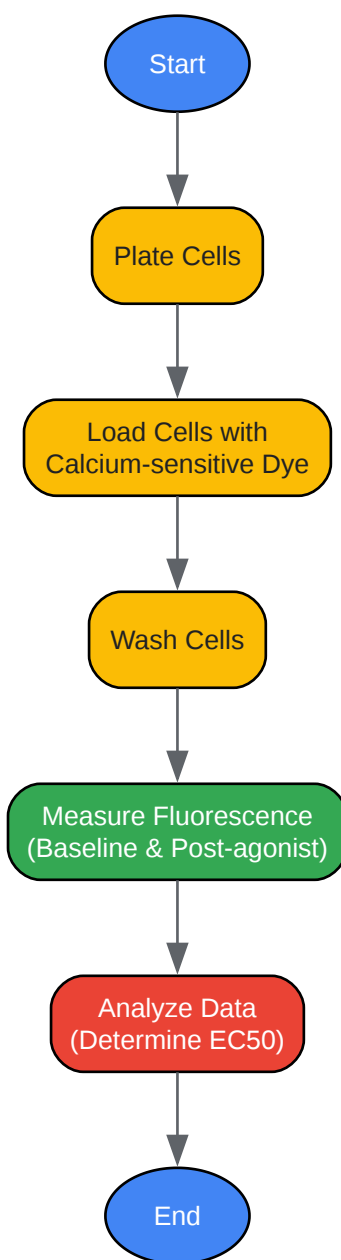 Start
Plate Cells
Load Cells with
Calcium-sensitive Dye
Wash Cells
Measure Fluorescence
(Baseline & Post-agonist)
Analyze Data
(Determine EC50)
End